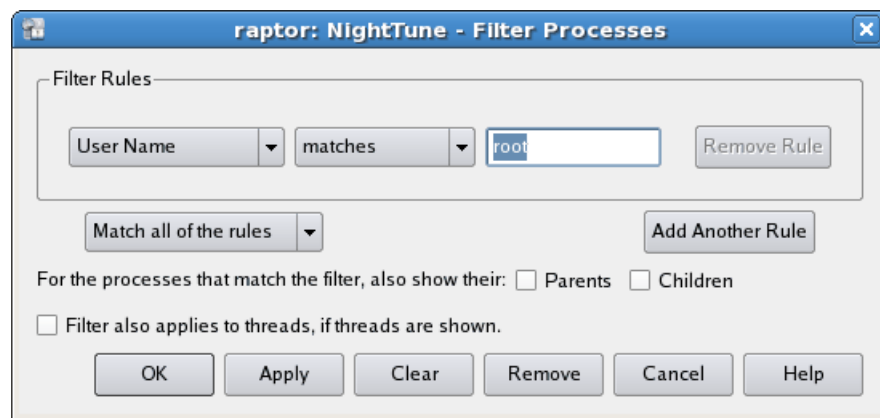 raptor: NightTune - Filter Processes
Filter Rules
User Name matches root Remove Rule
Match all of the rules Add Another Rule
For the processes that match the filter, also show their: Parents Children
Filter also applies to threads, if threads are shown.
OK Apply Clear Remove Cancel Help